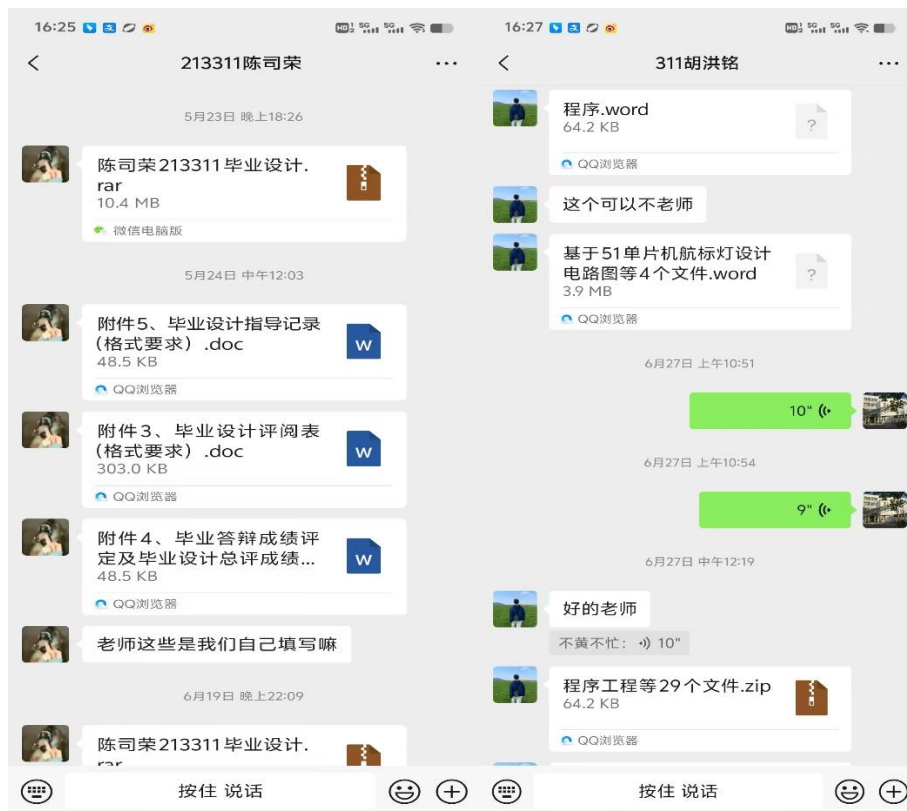 16:25
213311陈司荣
5月23日 晚上18:26
陈司荣213311毕业设计.
rar
10.4 MB
微信电脑版
5月24日 中午12:03
附件5、毕业设计指导记录
(格式要求) .doc
48.5 KB
QQ浏览器
附件3、毕业设计评阅表
(格式要求) .doc
303.0 KB
QQ浏览器
附件4、毕业答辩成绩评
定及毕业设计总评成绩...
48.5 KB
QQ浏览器
老师这些是我们自己填写嘛
6月19日 晚上22:09
陈司荣213311毕业设计.
rar
按住 说话
16:27
311胡洪铭
程序.word
64.2 KB
QQ浏览器
这个可以不老师
基于51单片机航标灯设计
电路图等4个文件.word
3.9 MB
QQ浏览器
6月27日 上午10:51
10"
6月27日 上午10:54
9"
6月27日 中午12:19
好的老师
不黄不忙: 10"
程序工程等29个文件.zip
64.2 KB
QQ浏览器
按住 说话